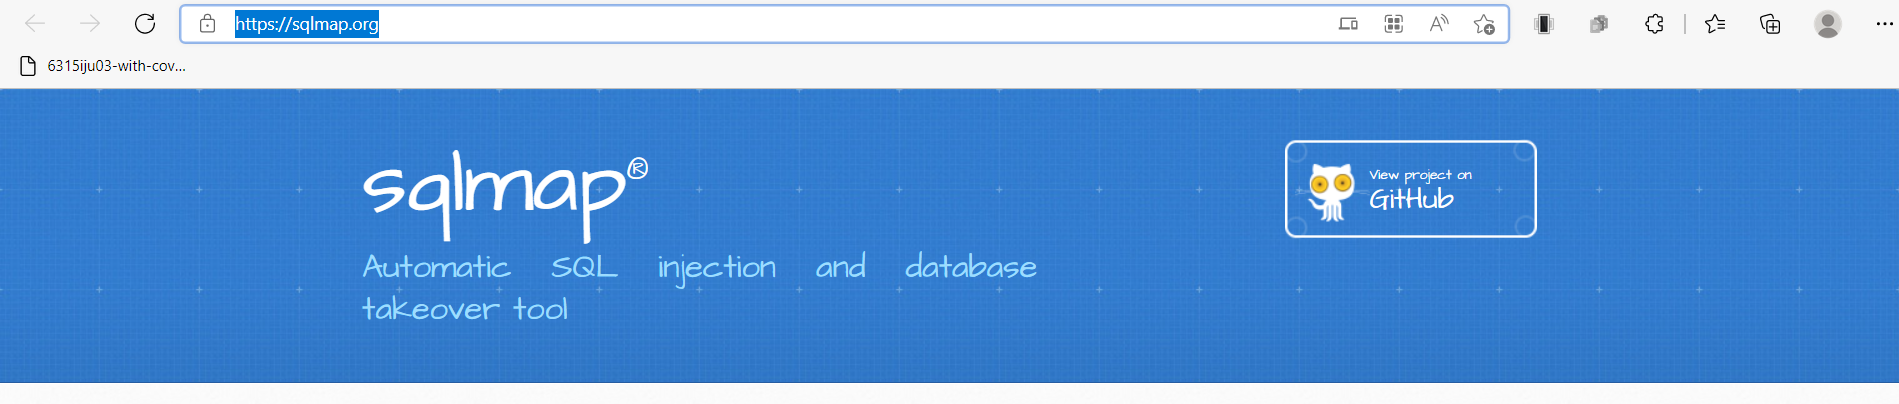 https://sqlmap.org
6315iju03-with-cov...
sqlmap®
View project on
GitHub
Automatic SQL injection and database
takeover tool